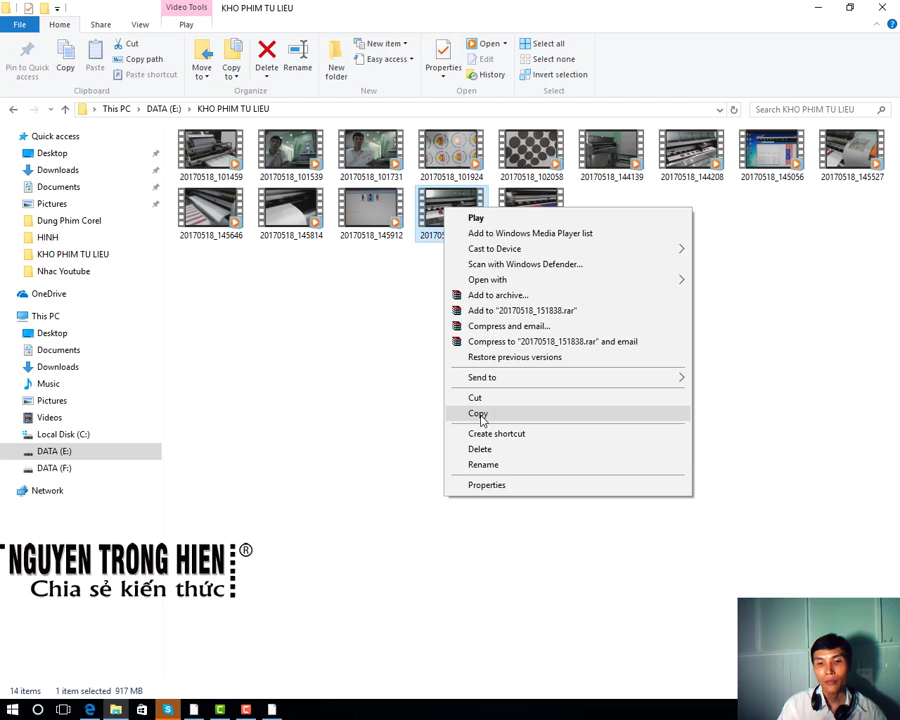 Video Tools
KHO PHIM TU LIEU
File
Home
Share
View
Play
Pin to Quick access
Copy
Paste
Cut
Copy path
Paste shortcut
Clipboard
Move to
Copy to
Delete
Rename
Organize
New folder
New item
Easy access
New
Properties
Open
Edit
History
Open
Select all
Select none
Invert selection
Select
This PC > DATA (E:) > KHO PHIM TU LIEU
Search KHO PHIM TU LIEU
Quick access
Desktop
Downloads
Documents
Pictures
Dung Phim Corel
HINH
KHO PHIM TU LIEU
Nhac Youtube
OneDrive
This PC
Desktop
Documents
Downloads
Music
Pictures
Videos
Local Disk (C:)
DATA (E:)
DATA (F:)
Network
20170518_101459
20170518_101539
20170518_101731
20170518_101924
20170518_102058
20170518_144139
20170518_144208
20170518_145056
20170518_145527
20170518_145646
20170518_145814
20170518_145912
Play
Add to Windows Media Player list
Cast to Device
Scan with Windows Defender...
Open with
Add to archive...
Add to "20170518_151838.rar"
Compress and email...
Compress to "20170518_151838.rar" and email
Restore previous versions
Send to
Cut
Copy
Create shortcut
Delete
Rename
Properties
NGUYEN TRONG HIEN ®
Chia sẻ kiến thức
14 items 1 item selected 917 MB